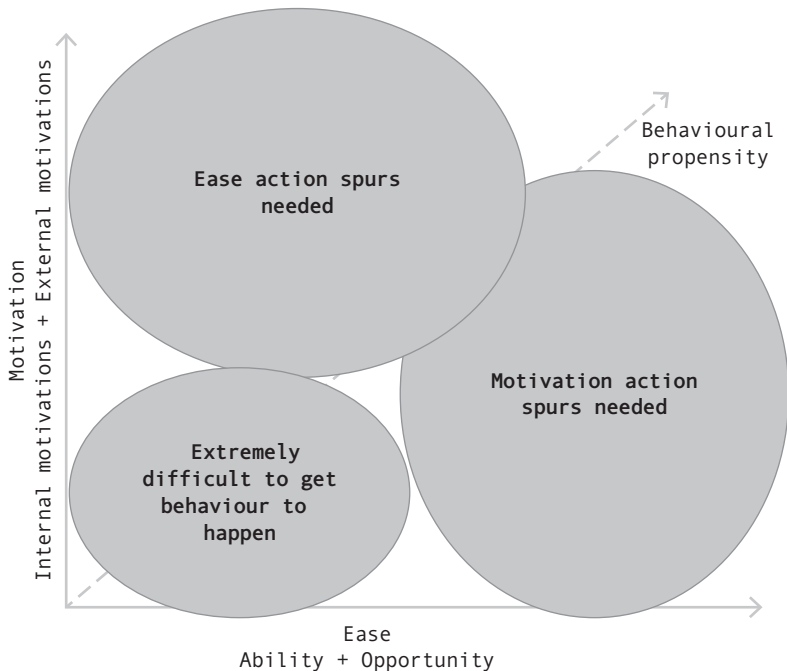 Behavioural
propensity
Ease action spurs
needed
Motivation
Internal motivations + External motivations
Motivation action
spurs needed
Extremely
difficult to get
behaviour to
happen
Ease
Ability + Opportunity